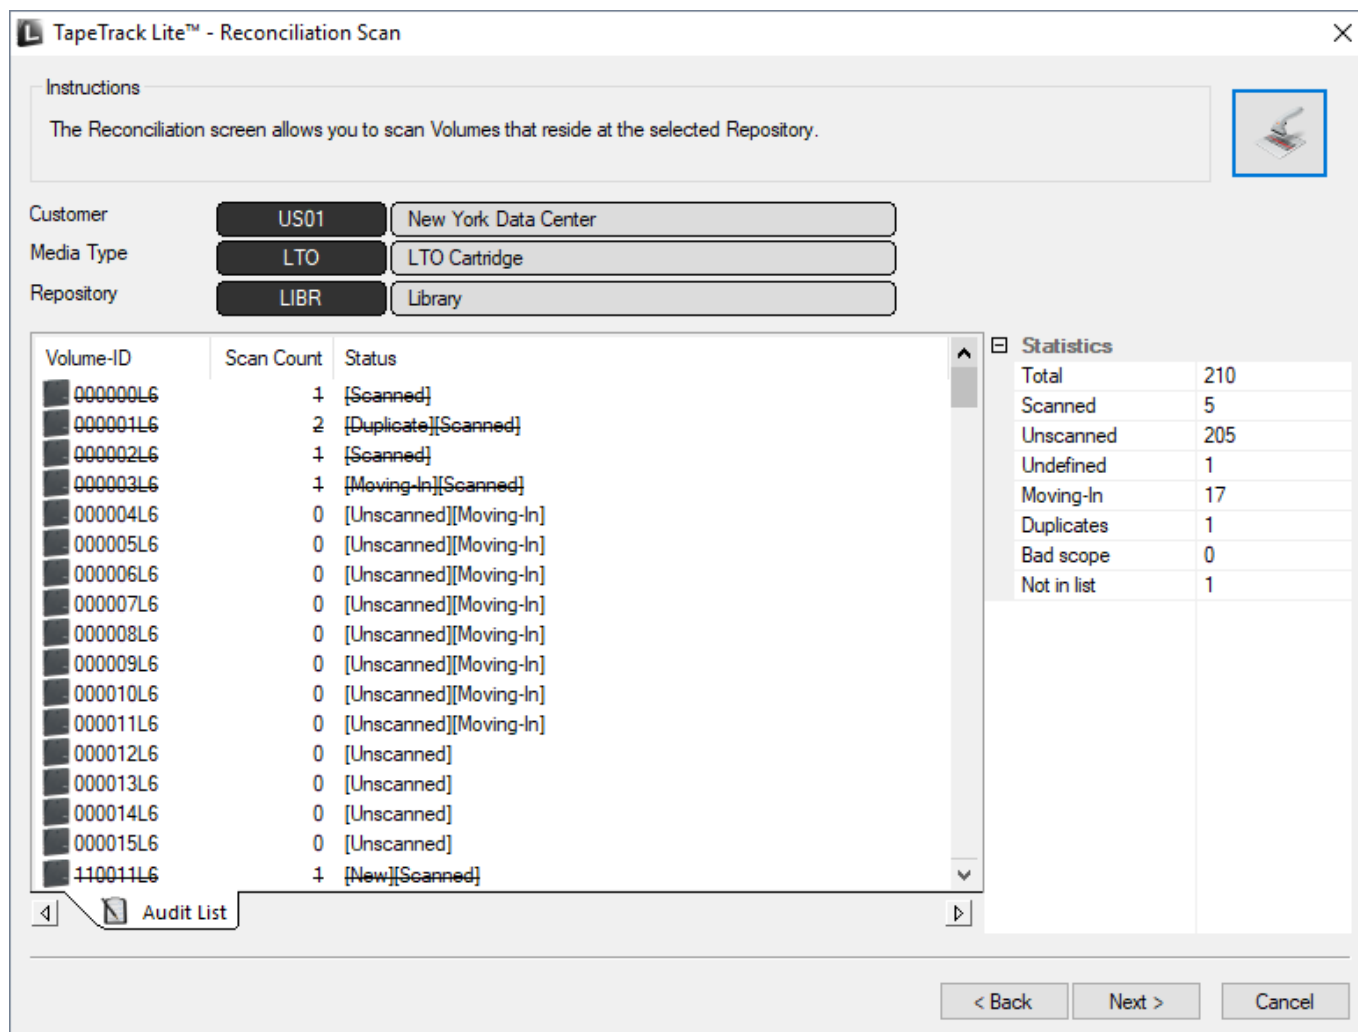 TapeTrack Lite™ - Reconciliation Scan
Instructions
The Reconciliation screen allows you to scan Volumes that reside at the selected Repository.
Customer US01 New York Data Center
Media Type LTO LTO Cartridge
Repository LIBR Library
Volume-ID Scan Count Status
000000L6 1 [Scanned]
000001L6 2 [Duplicate][Scanned]
000002L6 1 [Scanned]
000003L6 1 [Moving-In][Scanned]
000004L6 0 [Unscanned][Moving-In]
000005L6 0 [Unscanned][Moving-In]
000006L6 0 [Unscanned][Moving-In]
000007L6 0 [Unscanned][Moving-In]
000008L6 0 [Unscanned][Moving-In]
000009L6 0 [Unscanned][Moving-In]
000010L6 0 [Unscanned][Moving-In]
000011L6 0 [Unscanned][Moving-In]
000012L6 0 [Unscanned]
000013L6 0 [Unscanned]
000014L6 0 [Unscanned]
000015L6 0 [Unscanned]
110011L6 1 [New][Scanned]
Audit List
Statistics
Total 210
Scanned 5
Unscanned 205
Undefined 1
Moving-In 17
Duplicates 1
Bad scope 0
Not in list 1
< Back Next > Cancel